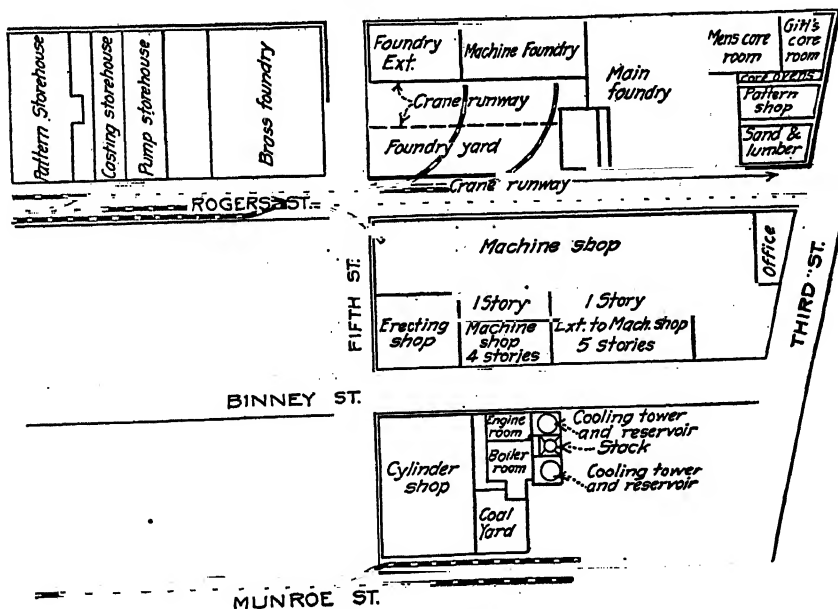 Pattern Storehouse
Casting storehouse
Pump storehouse
Brass foundry
Foundry
Ext.
Machine Foundry
Main
foundry
Mens core
room
Girl's
core
room
Core ovens
Pattern
shop
Sand &
lumber
Crane runway
Foundry yard
Crane runway
ROGERS ST.
FIFTH ST.
THIRD ST.
Machine shop
Office
1 Story
1 Story
Erecting
shop
Machine
shop
4 stories
Ext. to Mach. shop
5 stories
BINNEY ST.
Cylinder
shop
Engine
room
Boiler
room
Coal
Yard
Cooling tower
and reservoir
Stack
Cooling tower
and reservoir
MUNROE ST.